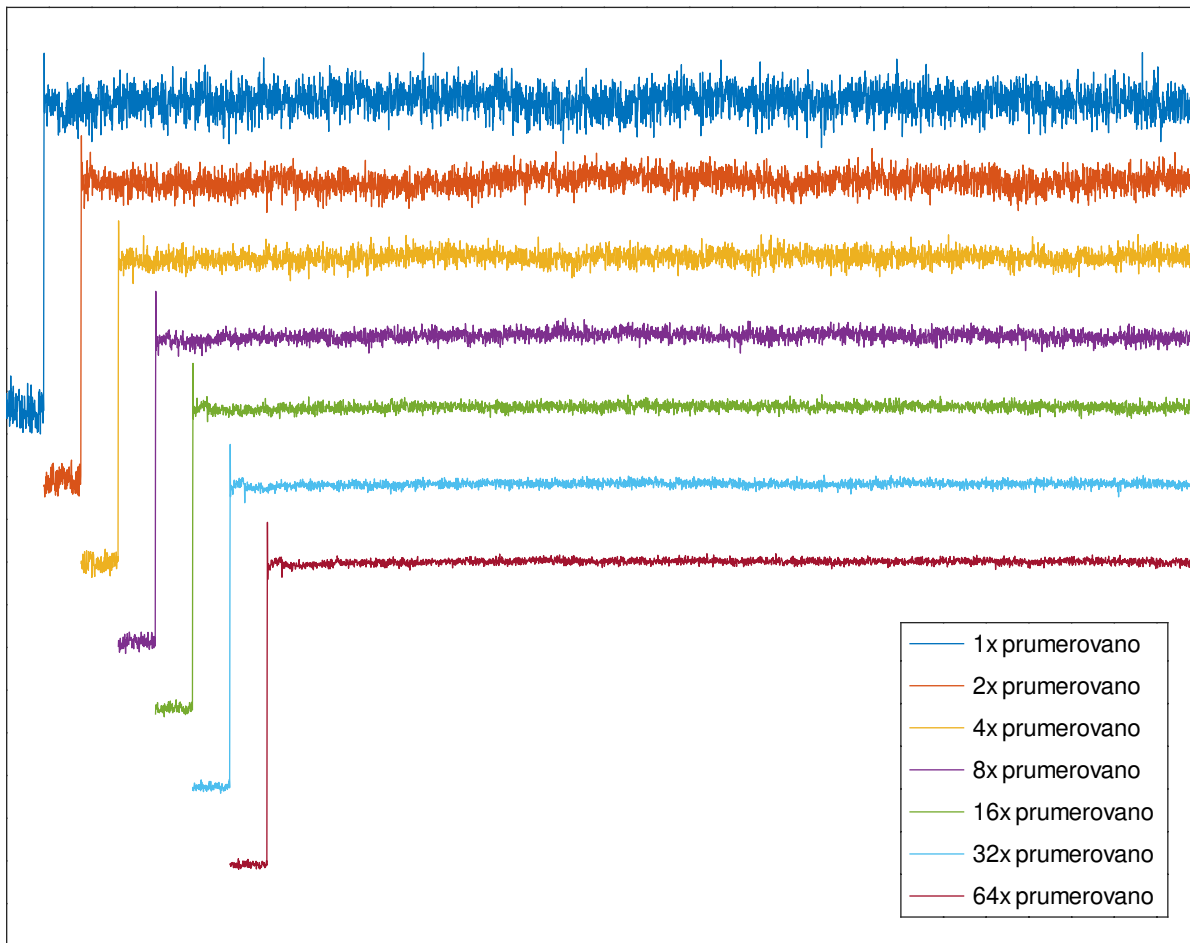 1x prumerovano
2x prumerovano
4x prumerovano
8x prumerovano
16x prumerovano
32x prumerovano
64x prumerovano